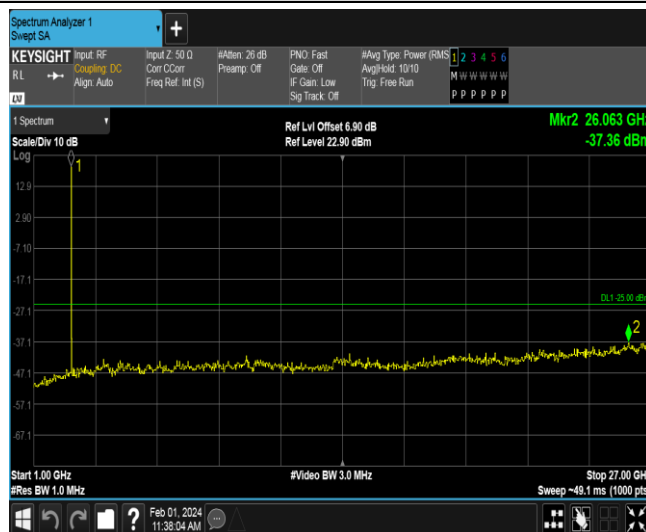 Spectrum Analyzer 1
Swept SA
+
KEYSIGHT
RL
LXI
Input: RF
Coupling: DC
Align: Auto
Input Z: 50 Ω
Corr CCorr
Freq Ref: Int (S)
#Atten: 26 dB
Preamp: Off
PNO: Fast
Gate: Off
IF Gain: Low
Sig Track: Off
#Avg Type: Power (RMS
Avg|Hold: 10/10
Trig: Free Run
1 2 3 4 5 6
M W W W W W
P P P P P P
1 Spectrum
Scale/Div 10 dB
Log
Ref Lvl Offset 6.90 dB
Ref Level 22.90 dBm
Mkr2 26.063 GHz
-37.36 dBm
1
12.9
2.90
-7.10
-17.1
DL1 -25.00 dBm
-27.1
2
-37.1
-47.1
-57.1
-67.1
Start 1.00 GHz
#Res BW 1.0 MHz
#Video BW 3.0 MHz
Stop 27.00 GHz
Sweep ~49.1 ms (1000 pts
?
Feb 01, 2024
11:38:04 AM